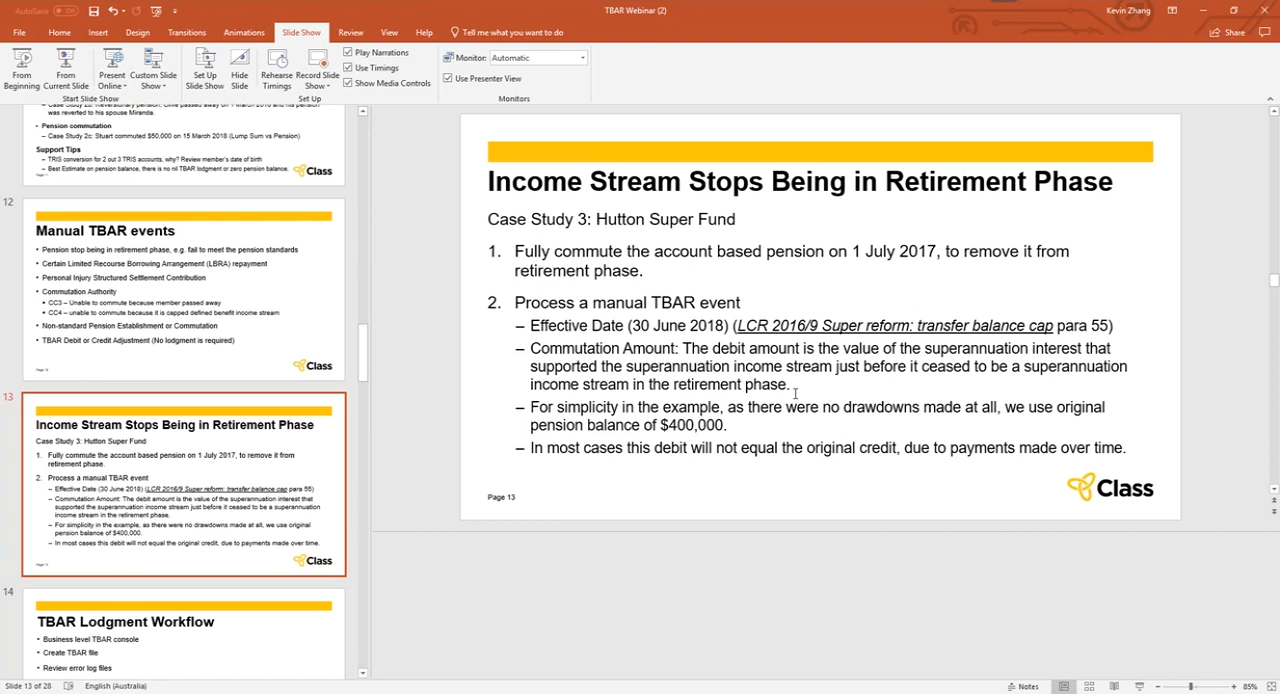 AutoSave Off
TBAR Webinar (2)
Kevin Zhang
File Home Insert Design Transitions Animations Slide Show Review View Help Tell me what you want to do
Share
From Beginning
From Current Slide
Present Online
Custom Slide Show
Set Up Slide Show
Hide Slide
Rehearse Timings
Record Slide Show
Play Narrations
Use Timings
Show Media Controls
Monitor: Automatic
Use Presenter View
Start Slide Show
Set Up
Monitors
was reverted to his spouse Miranda.
• Pension commutation
– Case Study 2c: Stuart commuted $50,000 on 15 March 2018 (Lump Sum vs Pension)
Support Tips
– TRIS conversion for 2 out 3 TRIS accounts, why? Review member's date of birth
– Best Estimate on pension balance, there is no nil TBAR lodgment or zero pension balance.
Class
12
Manual TBAR events
• Pension stop being in retirement phase, e.g. fail to meet the pension standards
• Certain Limited Recourse Borrowing Arrangement (LBRA) repayment
• Personal Injury Structured Settlement Contribution
• Commutation Authority
• CC3 – Unable to commute because member passed away
• CC4 – unable to commute because it is capped defined benefit income stream
• Non-standard Pension Establishment or Commutation
• TBAR Debit or Credit Adjustment (No lodgment is required)
Page 12
Class
13
Income Stream Stops Being in Retirement Phase
Case Study 3: Hutton Super Fund
1. Fully commute the account based pension on 1 July 2017, to remove it from
retirement phase.
2. Process a manual TBAR event
– Effective Date (30 June 2018) (LCR 2016/9 Super reform: transfer balance cap para 55)
– Commutation Amount: The debit amount is the value of the superannuation interest that
supported the superannuation income stream just before it ceased to be a superannuation
income stream in the retirement phase.
– For simplicity in the example, as there were no drawdowns made at all, we use original
pension balance of $400,000.
– In most cases this debit will not equal the original credit, due to payments made over time.
Page 13
Class
14
TBAR Lodgment Workflow
• Business level TBAR console
• Create TBAR file
• Review error log files
Income Stream Stops Being in Retirement Phase
Case Study 3: Hutton Super Fund
1. Fully commute the account based pension on 1 July 2017, to remove it from
retirement phase.
2. Process a manual TBAR event
– Effective Date (30 June 2018) (LCR 2016/9 Super reform: transfer balance cap para 55)
– Commutation Amount: The debit amount is the value of the superannuation interest that
supported the superannuation income stream just before it ceased to be a superannuation
income stream in the retirement phase.
– For simplicity in the example, as there were no drawdowns made at all, we use original
pension balance of $400,000.
– In most cases this debit will not equal the original credit, due to payments made over time.
Page 13
Class
Slide 13 of 28
English (Australia)
Notes
85%